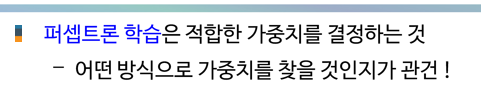 퍼셉트론 학습은 적합한 가중치를 결정하는 것
– 어떤 방식으로 가중치를 찾을 것인지가 관건 !